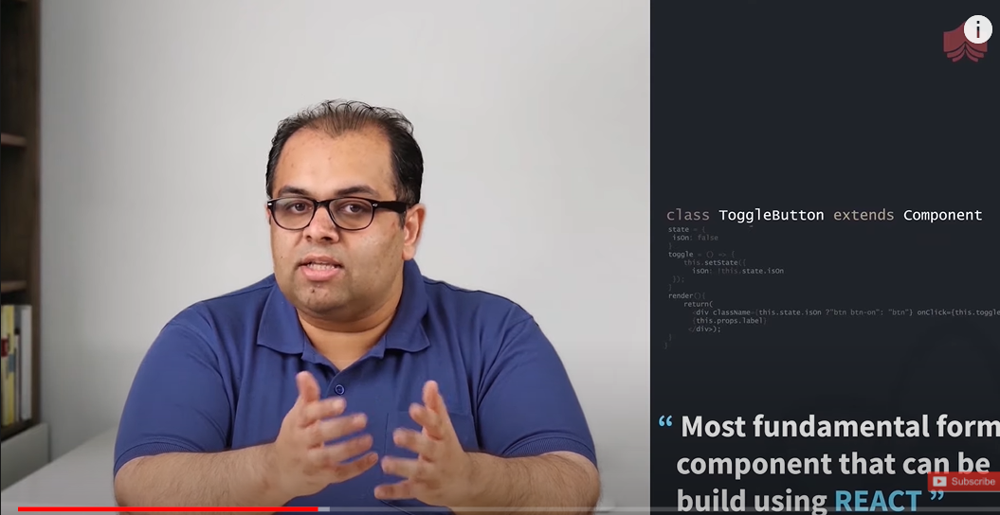 class ToggleButton extends Component
state = {
isOn: false
}
toggle = () => {
this.setState({
isOn: !this.state.isOn
});
}
render(){
return(
<div className={this.state.isOn ?"btn btn-on": "btn"} onClick={this.toggle
{this.props.label}
</div>);
}
}
“ Most fundamental form
component that can be
build using REACT ”
Subscribe